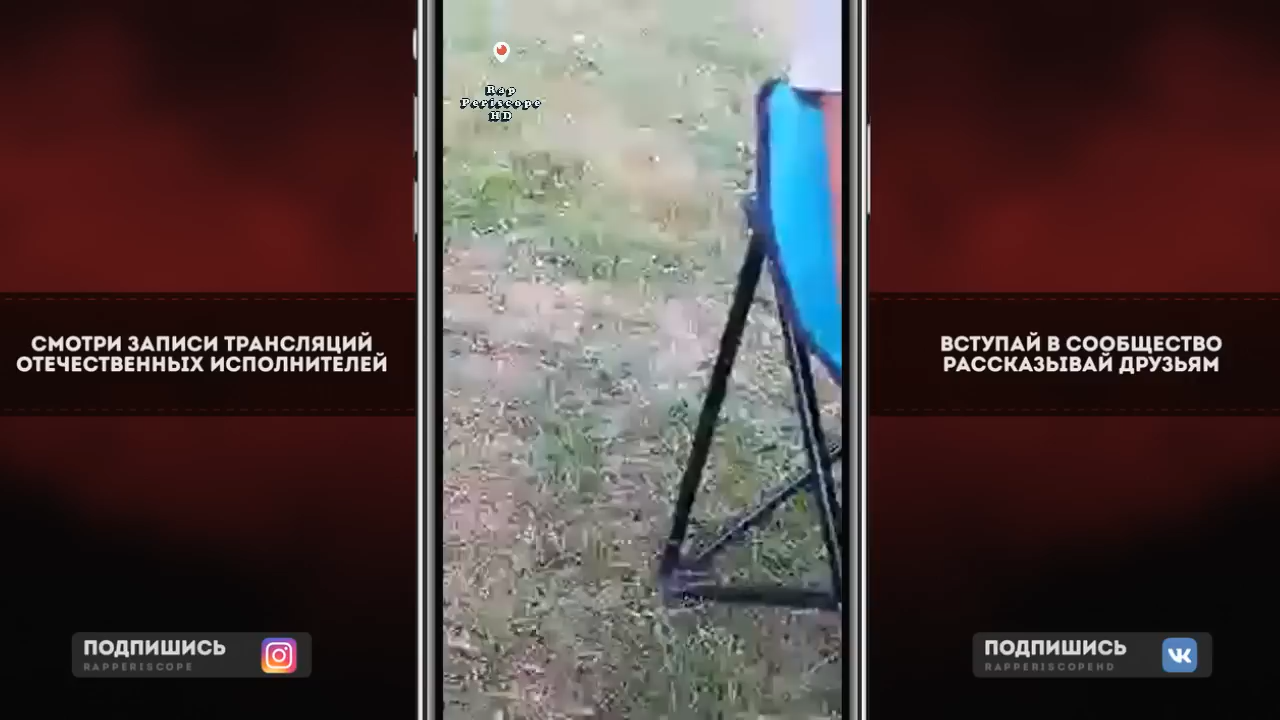 Rap
Periscope
HD
СМОТРИ ЗАПИСИ ТРАНСЛЯЦИЙ
ОТЕЧЕСТВЕННЫХ ИСПОЛНИТЕЛЕЙ
ВСТУПАЙ В СООБЩЕСТВО
РАССКАЗЫВАЙ ДРУЗЬЯМ
ПОДПИШИСЬ
RAPPERISCOPE
ПОДПИШИСЬ
RAPPERISCOPEHD